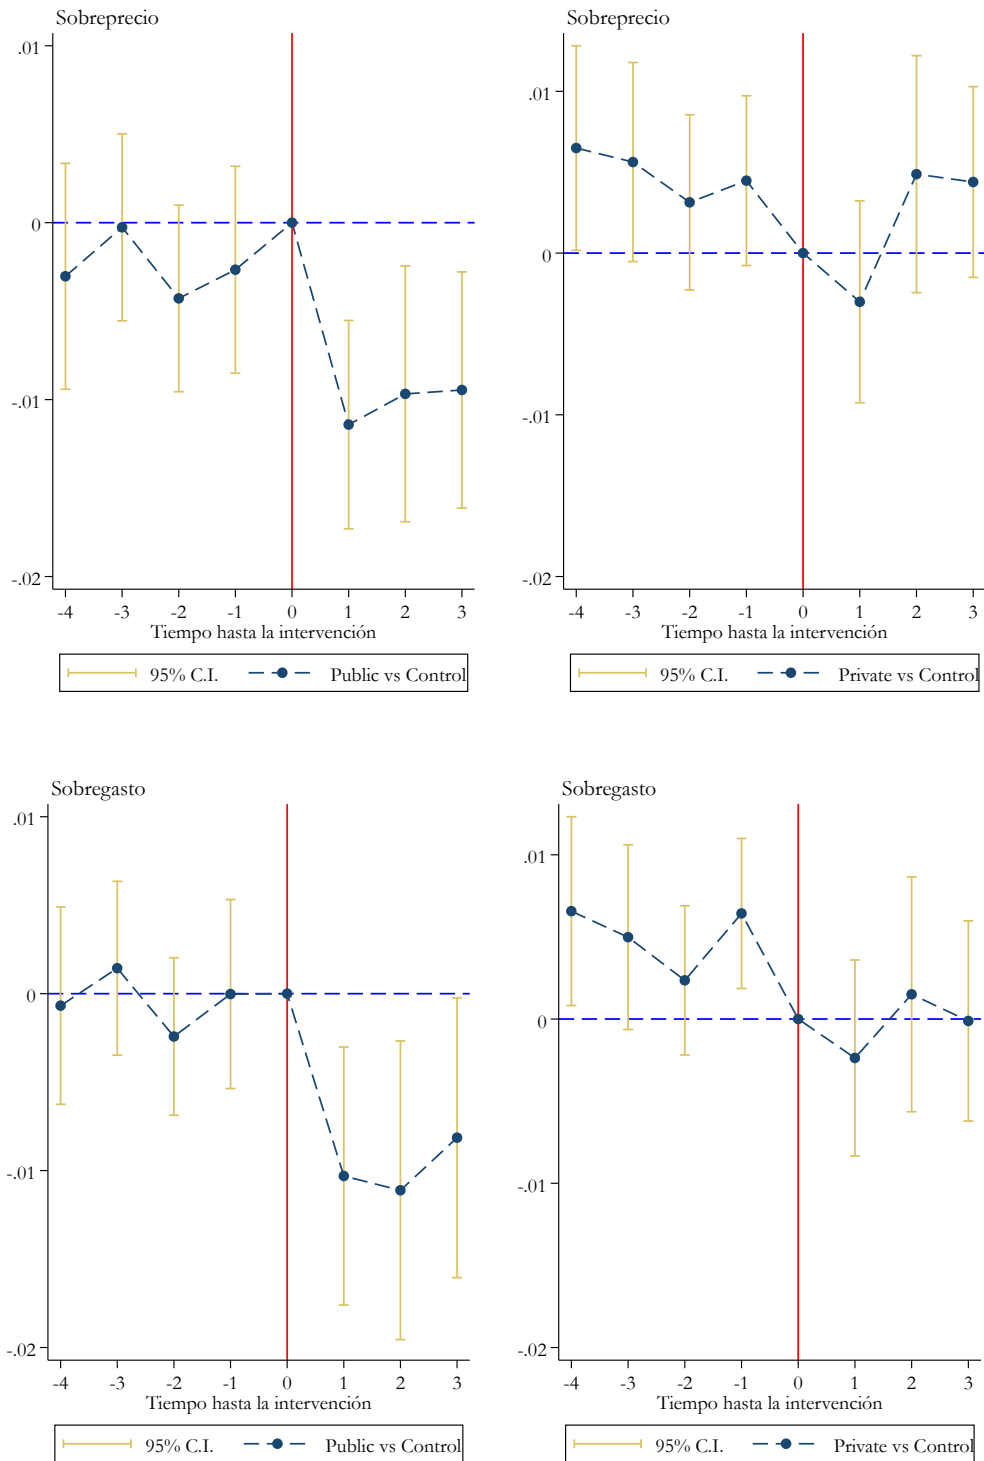 Sobreprecio
.01
0
-.01
-.02
-4 -3 -2 -1 0 1 2 3
Tiempo hasta la intervención
95% C.I. Public vs Control
Sobreprecio
.01
0
-.01
-.02
-4 -3 -2 -1 0 1 2 3
Tiempo hasta la intervención
95% C.I. Private vs Control
Sobregasto
.01
0
-.01
-.02
-4 -3 -2 -1 0 1 2 3
Tiempo hasta la intervención
95% C.I. Public vs Control
Sobregasto
.01
0
-.01
-.02
-4 -3 -2 -1 0 1 2 3
Tiempo hasta la intervención
95% C.I. Private vs Control